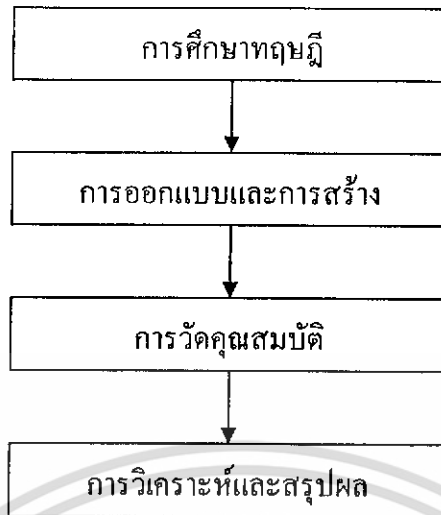 การศึกษาทฤษฎี
การออกแบบและการสร้าง
การวัดคุณสมบัติ
การวิเคราะห์และสรุปผล